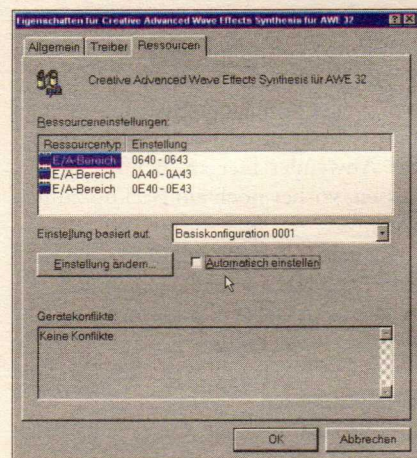 Eigenschaften für Creative Advanced Wave Effects Synthesis für AWE 32
Allgemein Treiber Ressourcen
Creative Advanced Wave Effects Synthesis für AWE 32
Ressourceneinstellungen:
Ressourcentyp Einstellung
E/A-Bereich 0640 - 0643
E/A-Bereich 0A40 - 0A43
E/A-Bereich 0E40 - 0E43
Einstellung basiert auf: Basiskonfiguration 0001
Einstellung ändern... Automatisch einstellen
Gerätekonflikte:
Keine Konflikte.
OK Abbrechen